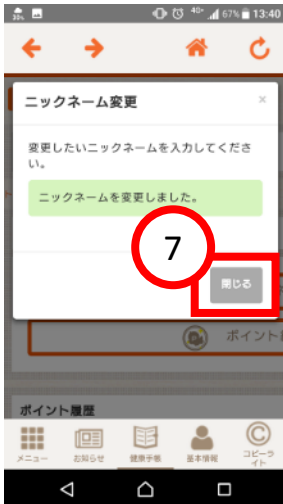 33%
40+
67%
13:40
ニックネーム変更
×
変更したいニックネームを入力してくださ
い。
ニックネームを変更しました。
7
閉じる
ポイント
ポイント履歴
メニュー
お知らせ
健康手帳
基本情報
コピーラ
イト